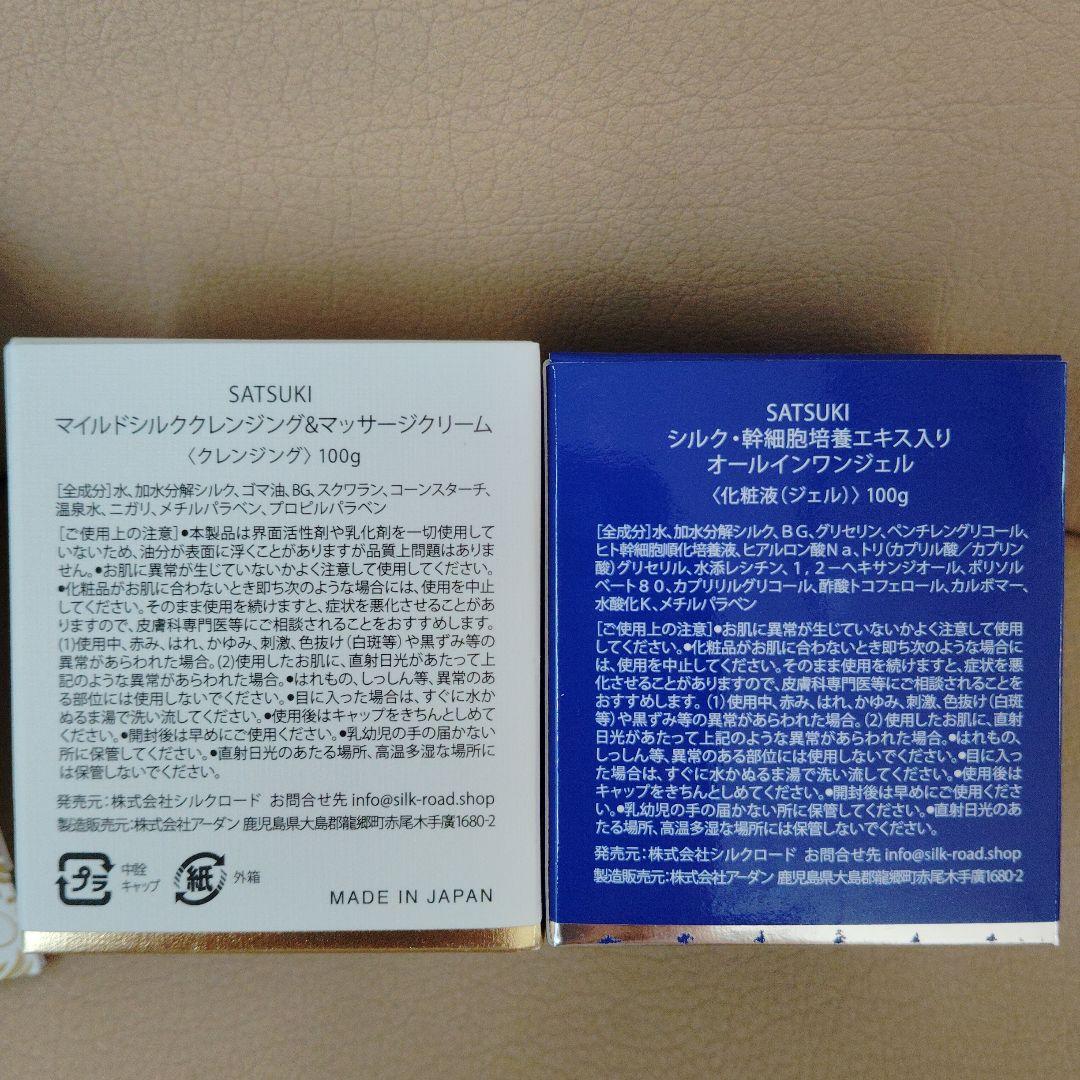 SATSUKI
マイルドシルククレンジング&マッサージクリーム
〈クレンジング〉100g
[全成分]水、加水分解シルク、ゴマ油、BG、スクワラン、コーンスターチ、
温泉水、ニガリ、メチルパラベン、プロピルパラベン
[ご使用上の注意]●本製品は界面活性剤や乳化剤を一切使用して
いないため、油分が表面に浮くことがありますが品質上問題はありま
せん。●お肌に異常が生じていないかよく注意して使用してください。
●化粧品がお肌に合わないとき即ち次のような場合には、使用を中止
してください。そのまま使用を続けますと、症状を悪化させることがあ
りますので、皮膚科専門医等にご相談されることをおすすめします。
(1)使用中、赤み、はれ、かゆみ、刺激、色抜け(白斑等)や黒ずみ等の
異常があらわれた場合。(2)使用したお肌に、直射日光があたって上
記のような異常があらわれた場合。●はれもの、しっしん等、異常のあ
る部位には使用しないでください。●目に入った場合は、すぐに水か
ぬるま湯で洗い流してください。●使用後はキャップをきちんとしめて
ください。●開封後は早めにご使用ください。●乳幼児の手の届かない
所に保管してください。●直射日光のあたる場所、高温多湿な場所に
は保管しないでください。
発売元:株式会社シルクロード お問合せ先 info@silk-road.shop
製造販売元:株式会社アーダン 鹿児島県大島郡龍郷町赤尾木手廣1680-2
プラ 中栓 キャップ 紙 外箱
MADE IN JAPAN
SATSUKI
シルク・幹細胞培養エキス入り
オールインワンジェル
〈化粧液(ジェル)〉100g
[全成分]水、加水分解シルク、BG、グリセリン、ペンチレングリコール、
ヒト幹細胞順化培養液、ヒアルロン酸Na、トリ(カプリル酸/カプリン
酸)グリセリル、水添レシチン、1,2-ヘキサンジオール、ポリソル
ベート80、カプリリルグリコール、酢酸トコフェロール、カルボマー、
水酸化K、メチルパラベン
[ご使用上の注意]●お肌に異常が生じていないかよく注意して使用
してください。●化粧品がお肌に合わないとき即ち次のような場合に
は、使用を中止してください。そのまま使用を続けますと、症状を悪
化させることがありますので、皮膚科専門医等にご相談されることを
おすすめします。(1)使用中、赤み、はれ、かゆみ、刺激、色抜け(白斑
等)や黒ずみ等の異常があらわれた場合。(2)使用したお肌に、直射
日光があたって上記のような異常があらわれた場合。●はれもの、
しっしん等、異常のある部位には使用しないでください。●目に入っ
た場合は、すぐに水かぬるま湯で洗い流してください。●使用後は
キャップをきちんとしめてください。●開封後は早めにご使用くださ
い。●乳幼児の手の届かない所に保管してください。●直射日光のあ
たる場所、高温多湿な場所には保管しないでください。
発売元:株式会社シルクロード お問合せ先 info@silk-road.shop
製造販売元:株式会社アーダン 鹿児島県大島郡龍郷町赤尾木手廣1680-2